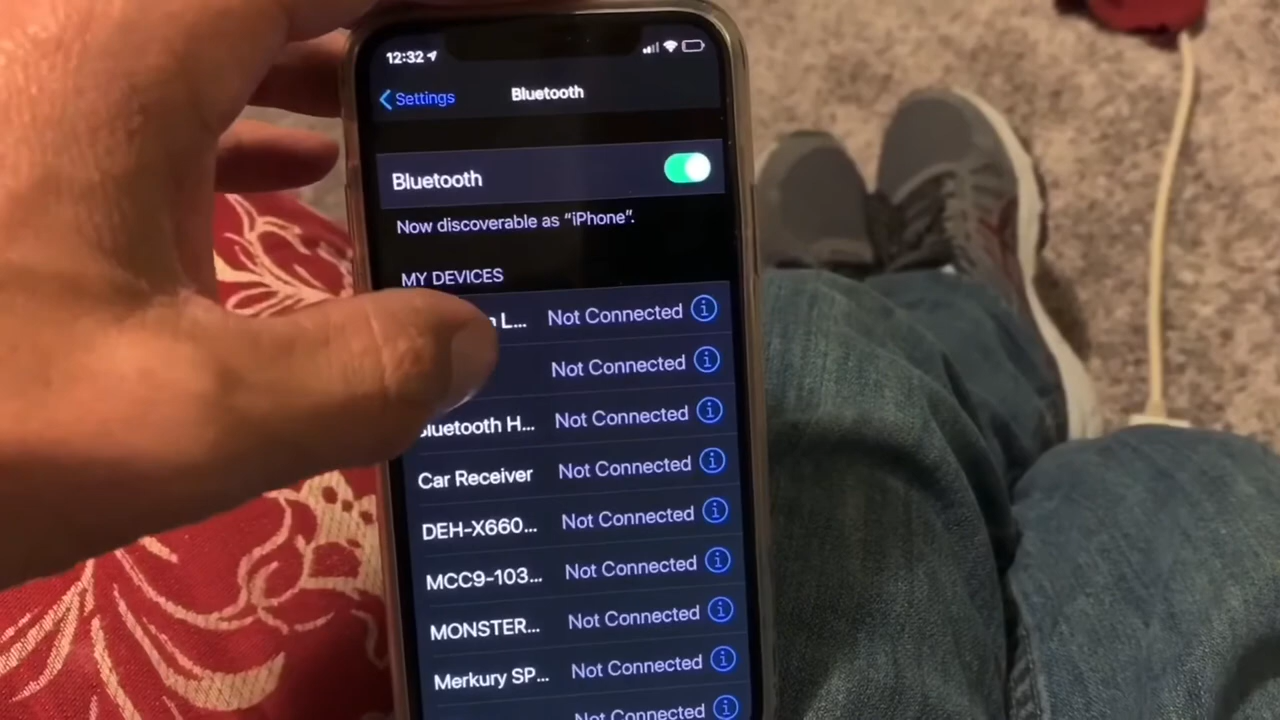 12:32
Settings
Bluetooth
Bluetooth
Now discoverable as “iPhone”.
MY DEVICES
L... Not Connected
Not Connected
Bluetooth H... Not Connected
Car Receiver Not Connected
DEH-X660... Not Connected
MCC9-103... Not Connected
MONSTER... Not Connected
Merkury SP... Not Connected
Not Connected